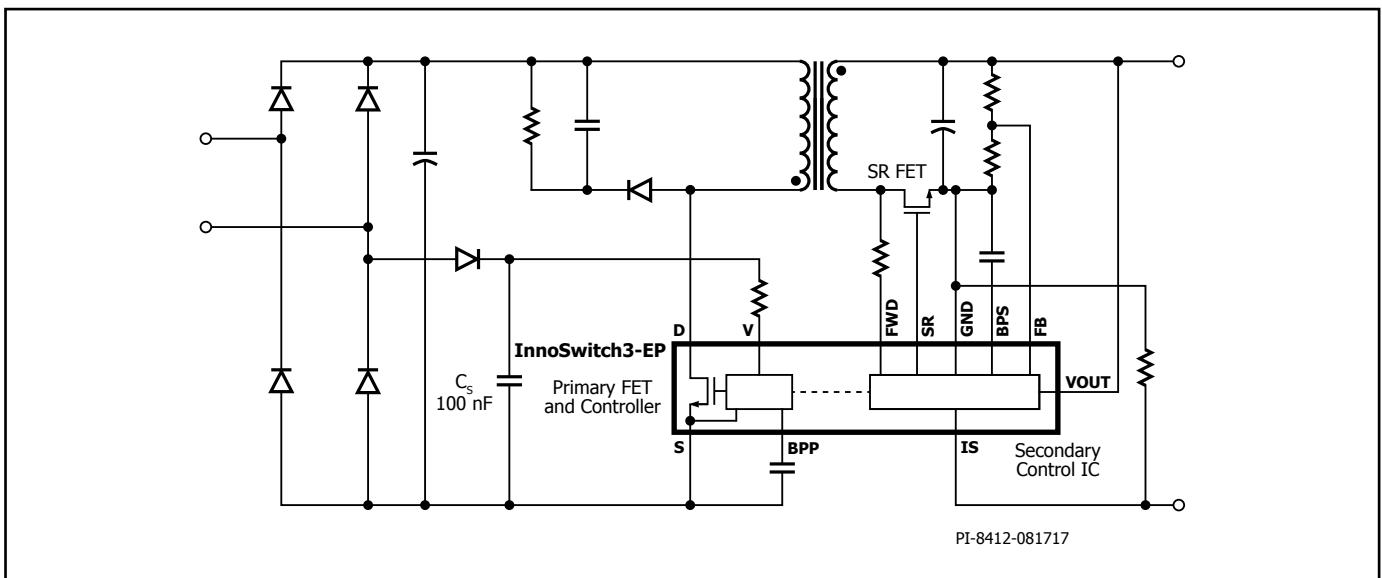 SR FET
FWD
SR
GND
BPS
FB
D
V
InnoSwitch3-EP
VOUT
Cs
100 nF
Primary FET
and Controller
S
BPP
IS
Secondary
Control IC
PI-8412-081717